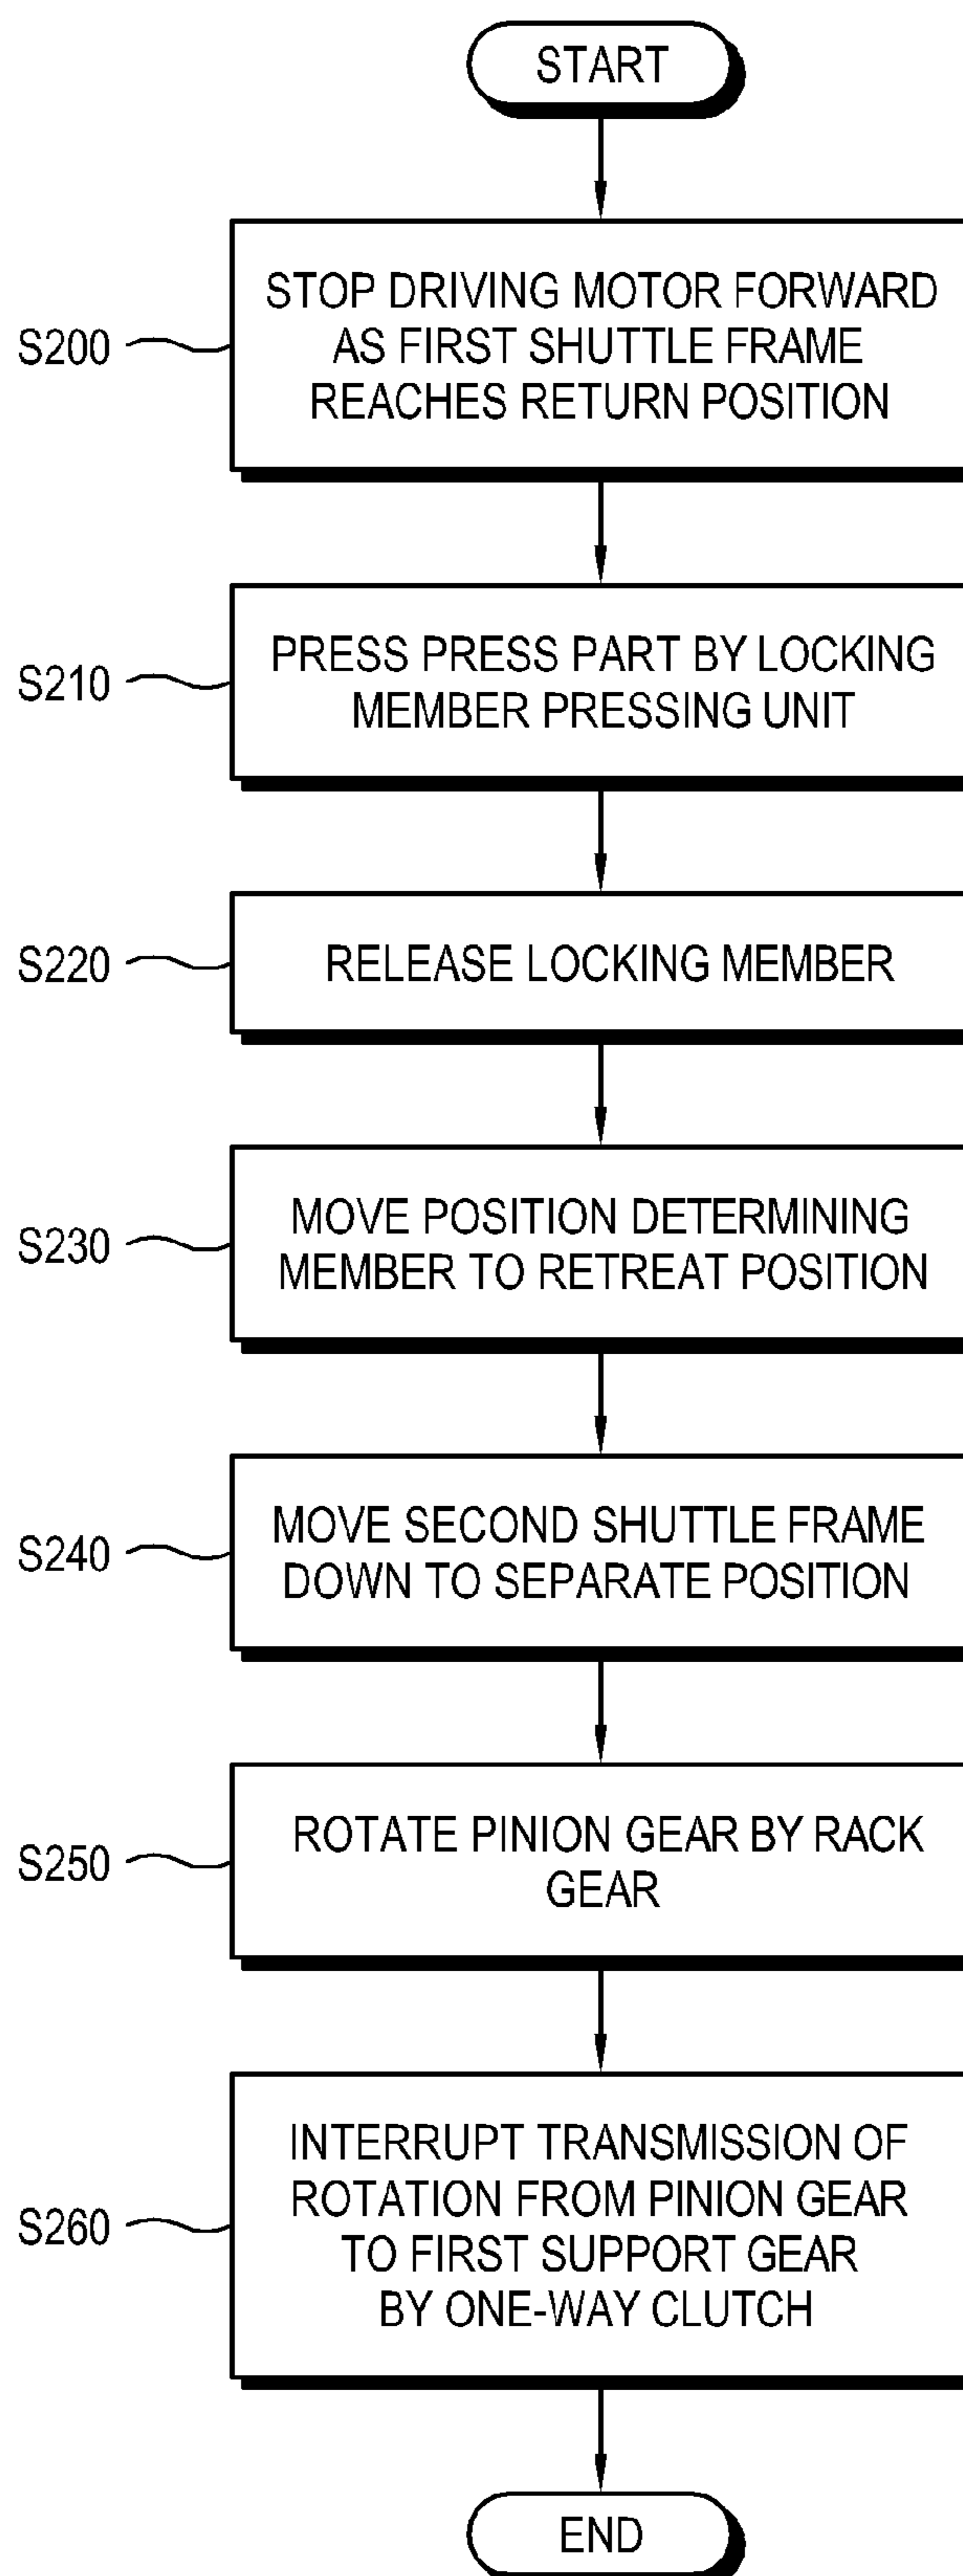 START
S200
STOP DRIVING MOTOR FORWARD
AS FIRST SHUTTLE FRAME
REACHES RETURN POSITION
S210
PRESS PRESS PART BY LOCKING
MEMBER PRESSING UNIT
S220
RELEASE LOCKING MEMBER
S230
MOVE POSITION DETERMINING
MEMBER TO RETREAT POSITION
S240
MOVE SECOND SHUTTLE FRAME
DOWN TO SEPARATE POSITION
S250
ROTATE PINION GEAR BY RACK
GEAR
S260
INTERRUPT TRANSMISSION OF
ROTATION FROM PINION GEAR
TO FIRST SUPPORT GEAR
BY ONE-WAY CLUTCH
END